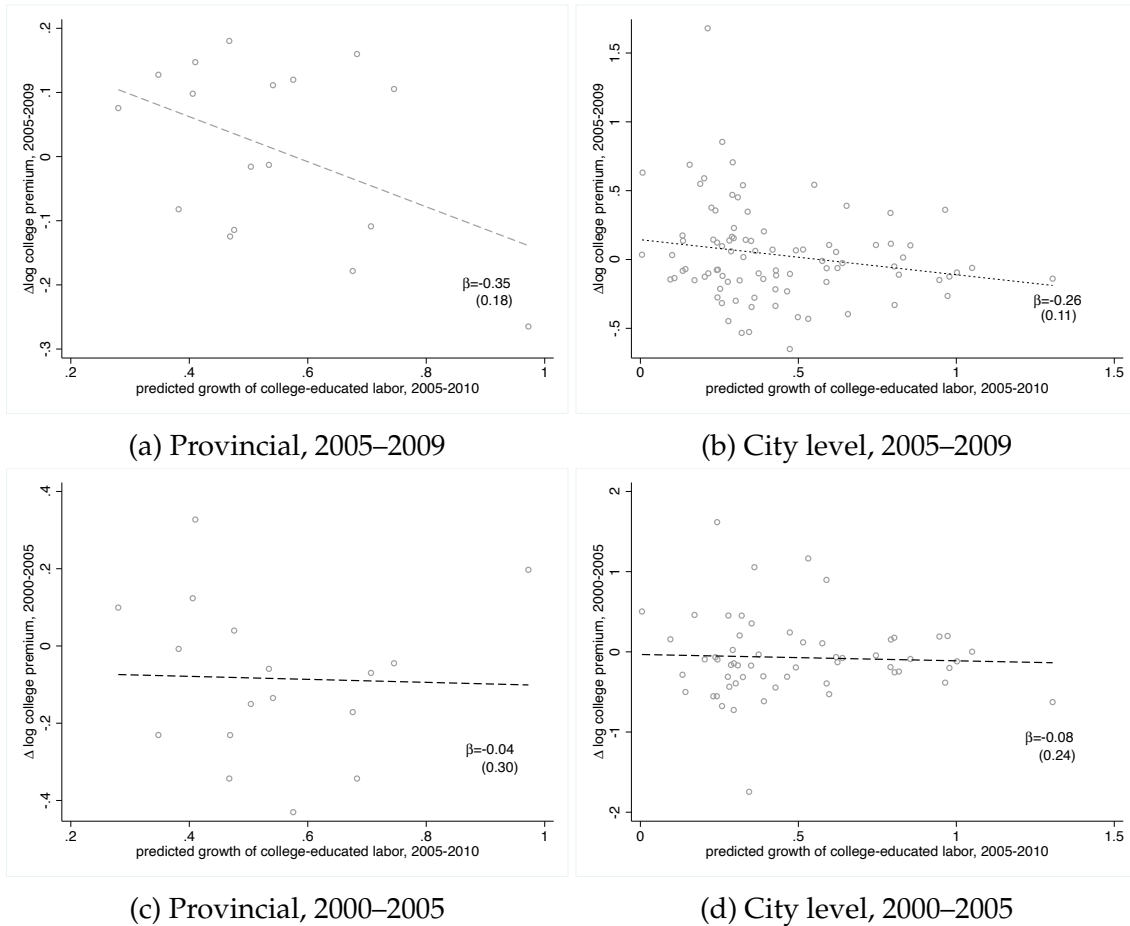 .2
.1
0
-.1
-.2
-.3
Δlog college premium, 2005-2009
β=-0.35
(0.18)
.2
.4
.6
.8
1
predicted growth of college-educated labor, 2005-2010
(a) Provincial, 2005–2009
1.5
1
.5
0
-.5
Δlog college premium, 2005-2009
β=-0.26
(0.11)
0
.5
1
1.5
predicted growth of college-educated labor, 2005-2010
(b) City level, 2005–2009
.4
.2
0
-.2
-.4
Δ log college premium, 2000-2005
β=-0.04
(0.30)
.2
.4
.6
.8
1
predicted growth of college-educated labor, 2005-2010
(c) Provincial, 2000–2005
2
1
0
-1
-2
Δ log college premium, 2000-2005
β=-0.08
(0.24)
0
.5
1
1.5
predicted growth of college-educated labor, 2005-2010
(d) City level, 2000–2005